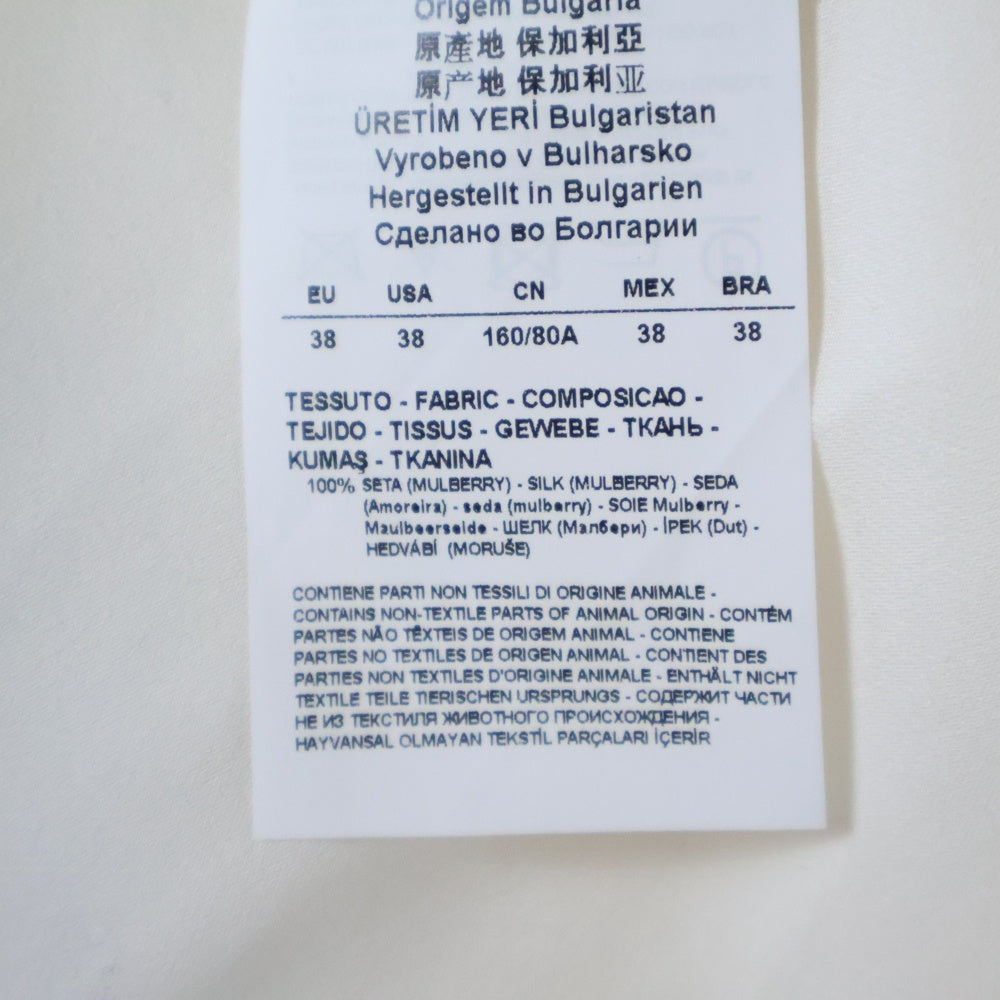 Origem Bulgaria
原產地 保加利亞
原产地 保加利亚
ÜRETİM YERİ Bulgaristan
Vyrobeno v Bulharsko
Hergestellt in Bulgarien
Сделано во Болгарии
EU USA CN MEX BRA
38 38 160/80A 38 38
TESSUTO - FABRIC - COMPOSICAO -
TEJIDO - TISSUS - GEWEBE - ТКАНЬ -
KUMAŞ - TKANINA
100% SETA (MULBERRY) - SILK (MULBERRY) - SEDA
(Amoreira) - seda (mulberry) - SOIE Mulberry -
Maulbeerseide - ШЕЛК (Малбери) - İPEK (Dut) -
HEDVÁBÍ (MORUŠE)
CONTIENE PARTI NON TESSILI DI ORIGINE ANIMALE -
CONTAINS NON-TEXTILE PARTS OF ANIMAL ORIGIN - CONTÉM
PARTES NÃO TÊXTEIS DE ORIGEM ANIMAL - CONTIENE
PARTES NO TEXTILES DE ORIGEN ANIMAL - CONTIENT DES
PARTIES NON TEXTILES D'ORIGINE ANIMALE - ENTHÄLT NICHT
TEXTILE TEILE TIERISCHEN URSPRUNGS - СОДЕРЖИТ ЧАСТИ
НЕ ИЗ ТЕКСТИЛЯ ЖИВОТНОГО ПРОИСХОЖДЕНИЯ -
HAYVANSAL OLMAYAN TEKSTİL PARÇALARI İÇERİR